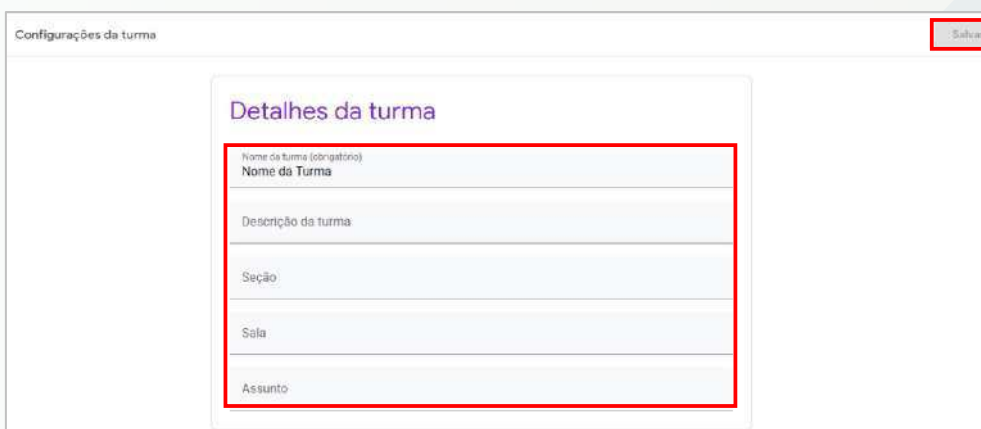 Configurações da turma
Salvar
Detalhes da turma
Nome da turma (obrigatório)
Nome da Turma
Descrição da turma
Seção
Sala
Assunto